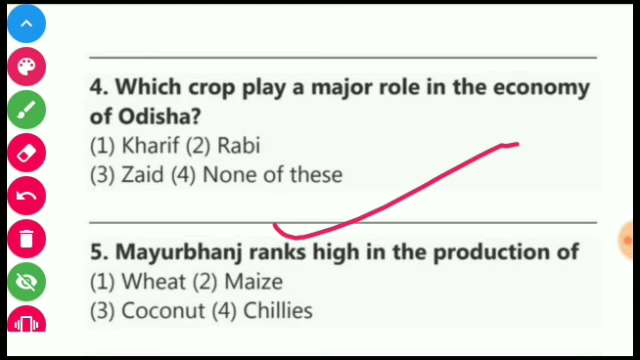 4. Which crop play a major role in the economy
of Odisha?
(1) Kharif (2) Rabi
(3) Zaid (4) None of these
5. Mayurbhanj ranks high in the production of
(1) Wheat (2) Maize
(3) Coconut (4) Chillies